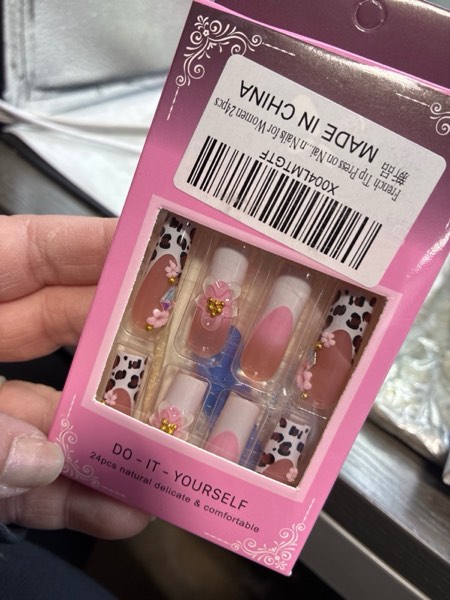 X004LMTGTF
French Tip Press on Nai...n Nails for Women 24pcs
新品
MADE IN CHINA
DO - IT - YOURSELF
24pcs natural delicate & comfortable